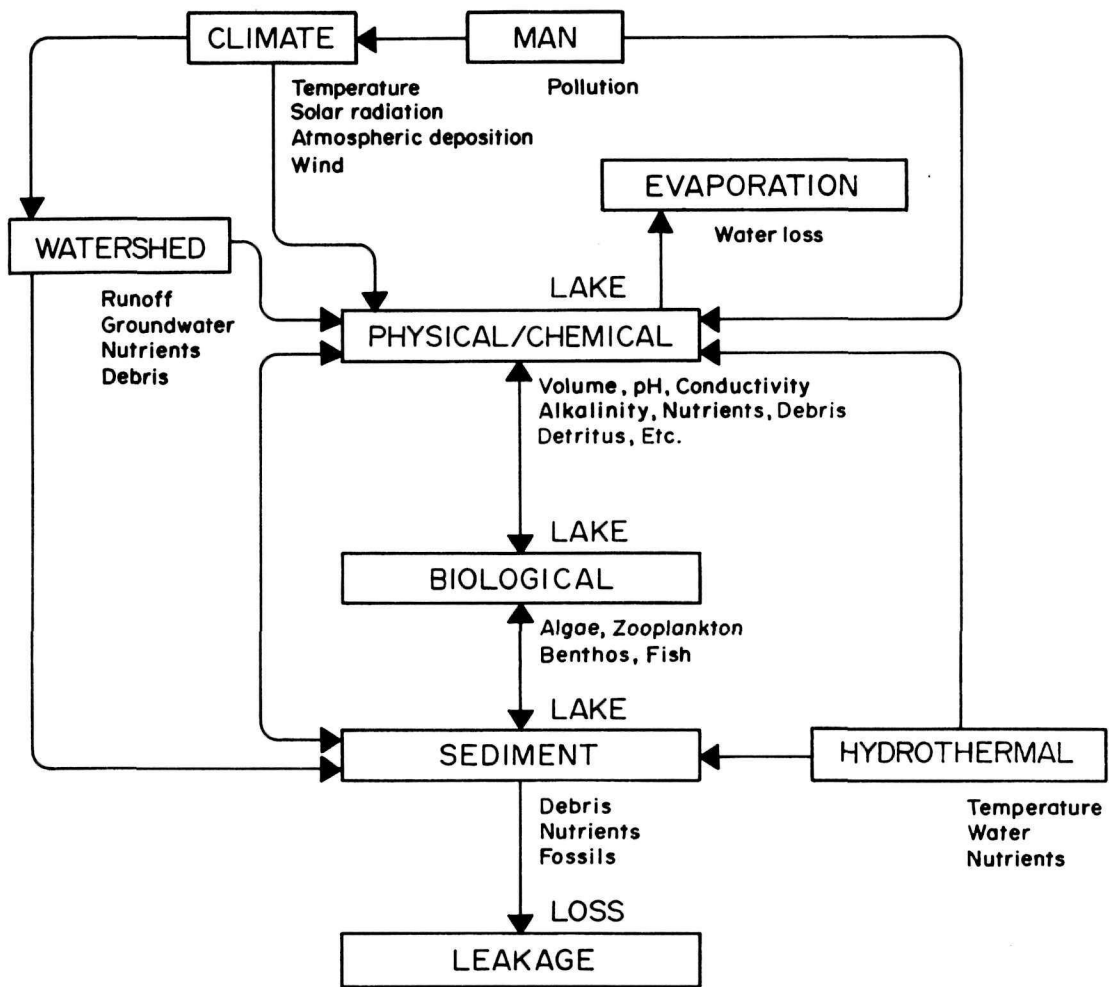 CLIMATE
MAN
Temperature
Solar radiation
Atmospheric deposition
Wind
Pollution
EVAPORATION
Water loss
WATERSHED
Runoff
Groundwater
Nutrients
Debris
LAKE
PHYSICAL/CHEMICAL
Volume, pH, Conductivity
Alkalinity, Nutrients, Debris
Detritus, Etc.
LAKE
BIOLOGICAL
Algae, Zooplankton
Benthos, Fish
LAKE
SEDIMENT
HYDROTHERMAL
Debris
Nutrients
Fossils
Temperature
Water
Nutrients
LOSS
LEAKAGE